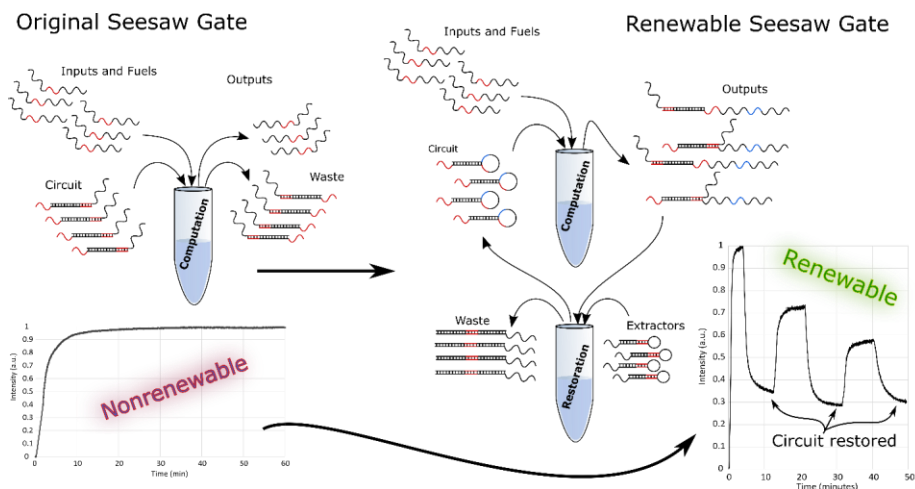 Original Seesaw Gate
Inputs and Fuels
Outputs
Circuit
Computation
Waste
1
0.9
0.8
0.7
0.6
0.5
0.4
0.3
0.2
0.1
0
Intensity (a.u.)
Nonrenewable
0
10
20
30
40
50
60
Time (min)
Renewable Seesaw Gate
Inputs and Fuels
Outputs
Circuit
Computation
Waste
Restoration
Extractors
1
0.9
0.8
0.7
0.6
0.5
0.4
0.3
0.2
0.1
0
Intensity (a.u.)
Renewable
Circuit restored
0
10
20
30
40
50
Time (minutes)